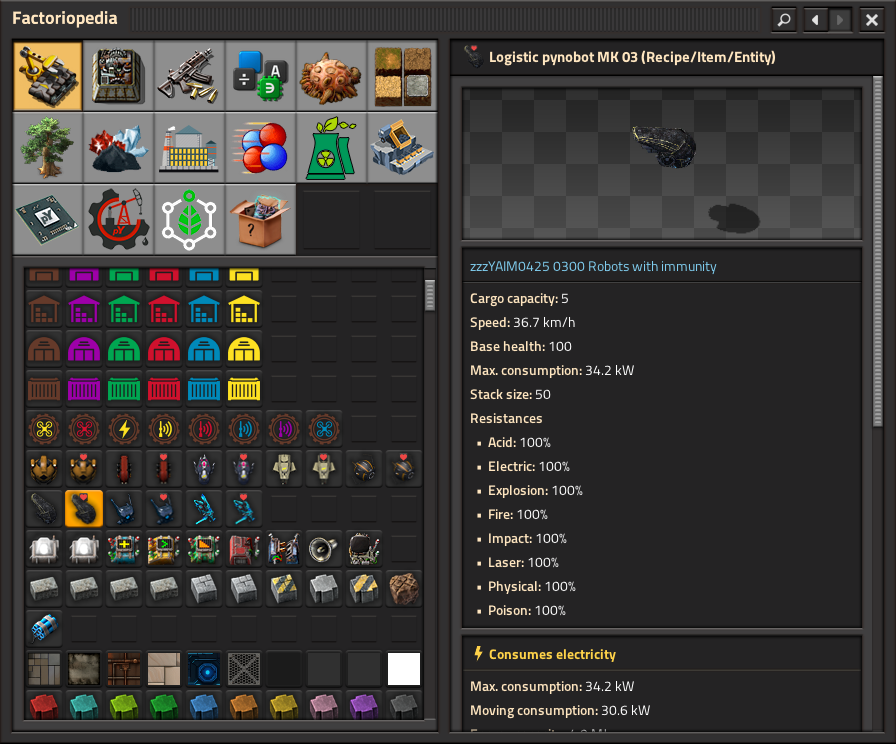 Factoriopedia
Logistic pynobot MK 03 (Recipe/Item/Entity)
zzzYAIM0425 0300 Robots with immunity
Cargo capacity: 5
Speed: 36.7 km/h
Base health: 100
Max. consumption: 34.2 kW
Stack size: 50
Resistances
▪ Acid: 100%
▪ Electric: 100%
▪ Explosion: 100%
▪ Fire: 100%
▪ Impact: 100%
▪ Laser: 100%
▪ Physical: 100%
▪ Poison: 100%
Consumes electricity
Max. consumption: 34.2 kW
Moving consumption: 30.6 kW